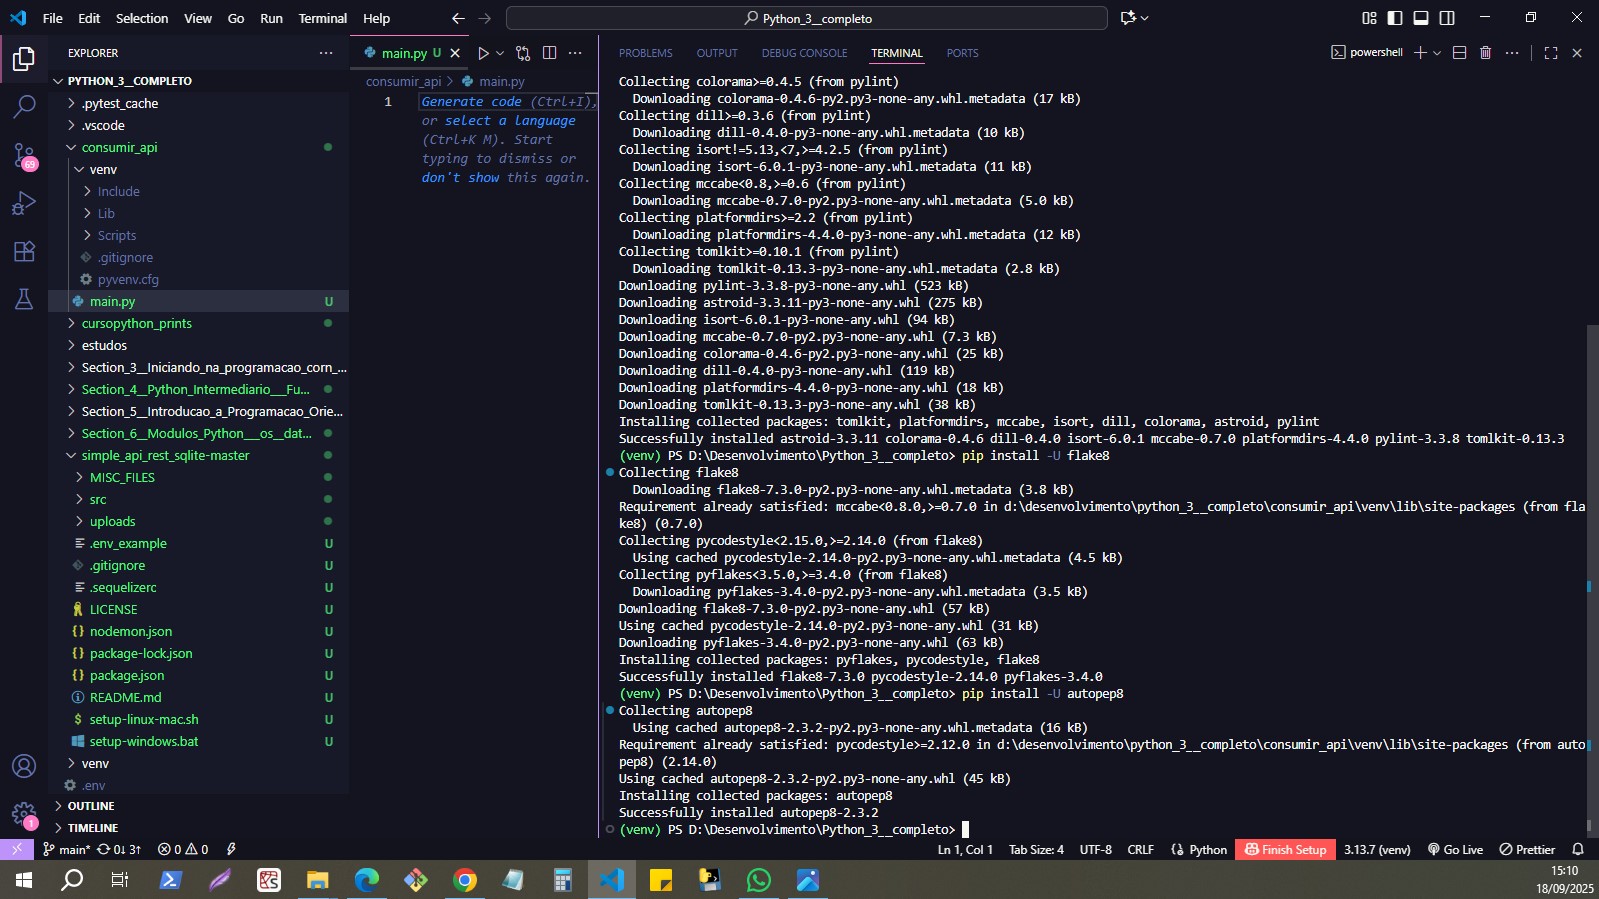 File Edit Selection View Go Run Terminal Help
Python_3__completo
EXPLORER
PYTHON_3__COMPLETO
.pytest_cache
.vscode
consumir_api
venv
Include
Lib
Scripts
.gitignore
pyvenv.cfg
main.py U
cursopython_prints
estudos
Section_3__Iniciando_na_programacao_com_...
Section_4__Python_Intermediario___Fu...
Section_5__Introducao_a_Programacao_Orie...
Section_6__Modulos_Python___os__dat...
simple_api_rest_sqlite-master
MISC_FILES
src
uploads
.env_example U
.gitignore U
.sequelizerc U
LICENSE U
nodemon.json U
package-lock.json U
package.json U
README.md U
setup-linux-mac.sh U
setup-windows.bat U
venv
.env
OUTLINE
TIMELINE
69
1
main.py U
consumir_api > main.py
1
Generate code (Ctrl+I),
or select a language
(Ctrl+K M). Start
typing to dismiss or
don't show this again.
PROBLEMS OUTPUT DEBUG CONSOLE TERMINAL PORTS
powershell
Collecting colorama>=0.4.5 (from pylint)
Downloading colorama-0.4.6-py2.py3-none-any.whl.metadata (17 kB)
Collecting dill>=0.3.6 (from pylint)
Downloading dill-0.4.0-py3-none-any.whl.metadata (10 kB)
Collecting isort!=5.13,<7,>=4.2.5 (from pylint)
Downloading isort-6.0.1-py3-none-any.whl.metadata (11 kB)
Collecting mccabe<0.8,>=0.6 (from pylint)
Downloading mccabe-0.7.0-py2.py3-none-any.whl.metadata (5.0 kB)
Collecting platformdirs>=2.2 (from pylint)
Downloading platformdirs-4.4.0-py3-none-any.whl.metadata (12 kB)
Collecting tomlkit>=0.10.1 (from pylint)
Downloading tomlkit-0.13.3-py3-none-any.whl.metadata (2.8 kB)
Downloading pylint-3.3.8-py3-none-any.whl (523 kB)
Downloading astroid-3.3.11-py3-none-any.whl (275 kB)
Downloading isort-6.0.1-py3-none-any.whl (94 kB)
Downloading mccabe-0.7.0-py2.py3-none-any.whl (7.3 kB)
Downloading colorama-0.4.6-py2.py3-none-any.whl (25 kB)
Downloading dill-0.4.0-py3-none-any.whl (119 kB)
Downloading platformdirs-4.4.0-py3-none-any.whl (18 kB)
Downloading tomlkit-0.13.3-py3-none-any.whl (38 kB)
Installing collected packages: tomlkit, platformdirs, mccabe, isort, dill, colorama, astroid, pylint
Successfully installed astroid-3.3.11 colorama-0.4.6 dill-0.4.0 isort-6.0.1 mccabe-0.7.0 platformdirs-4.4.0 pylint-3.3.8 tomlkit-0.13.3
(venv) PS D:\Desenvolvimento\Python_3__completo> pip install -U flake8
Collecting flake8
Downloading flake8-7.3.0-py2.py3-none-any.whl.metadata (3.8 kB)
Requirement already satisfied: mccabe<0.8.0,>=0.7.0 in d:\desenvolvimento\python_3__completo\consumir_api\venv\lib\site-packages (from fla
ke8) (0.7.0)
Collecting pycodestyle<2.15.0,>=2.14.0 (from flake8)
Using cached pycodestyle-2.14.0-py2.py3-none-any.whl.metadata (4.5 kB)
Collecting pyflakes<3.5.0,>=3.4.0 (from flake8)
Downloading pyflakes-3.4.0-py2.py3-none-any.whl.metadata (3.5 kB)
Downloading flake8-7.3.0-py2.py3-none-any.whl (57 kB)
Using cached pycodestyle-2.14.0-py2.py3-none-any.whl (31 kB)
Downloading pyflakes-3.4.0-py2.py3-none-any.whl (63 kB)
Installing collected packages: pyflakes, pycodestyle, flake8
Successfully installed flake8-7.3.0 pycodestyle-2.14.0 pyflakes-3.4.0
(venv) PS D:\Desenvolvimento\Python_3__completo> pip install -U autopep8
Collecting autopep8
Using cached autopep8-2.3.2-py2.py3-none-any.whl.metadata (16 kB)
Requirement already satisfied: pycodestyle>=2.12.0 in d:\desenvolvimento\python_3__completo\consumir_api\venv\lib\site-packages (from auto
pep8) (2.14.0)
Using cached autopep8-2.3.2-py2.py3-none-any.whl (45 kB)
Installing collected packages: autopep8
Successfully installed autopep8-2.3.2
(venv) PS D:\Desenvolvimento\Python_3__completo>
main* 0↓ 3↑ 0 0 Ln 1, Col 1 Tab Size: 4 UTF-8 CRLF Python Finish Setup 3.13.7 (venv) Go Live Prettier
15:10
18/09/2025